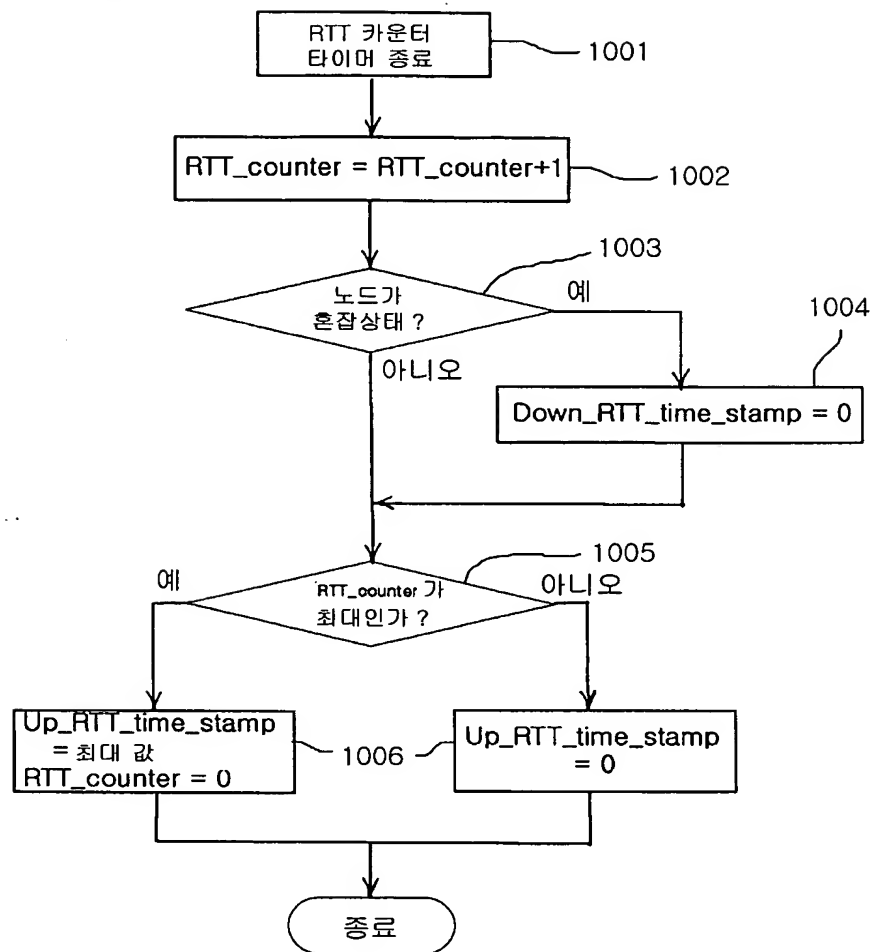 RTT 카운터
타이머 종료
1001
RTT_counter = RTT_counter+1
1002
1003
노드가
혼잡상태 ?
예
1004
아니오
Down_RTT_time_stamp = 0
1005
예
RTT_counter 가
최대인가 ?
아니오
Up_RTT_time_stamp
= 최대 값
RTT_counter = 0
1006
Up_RTT_time_stamp
= 0
종료